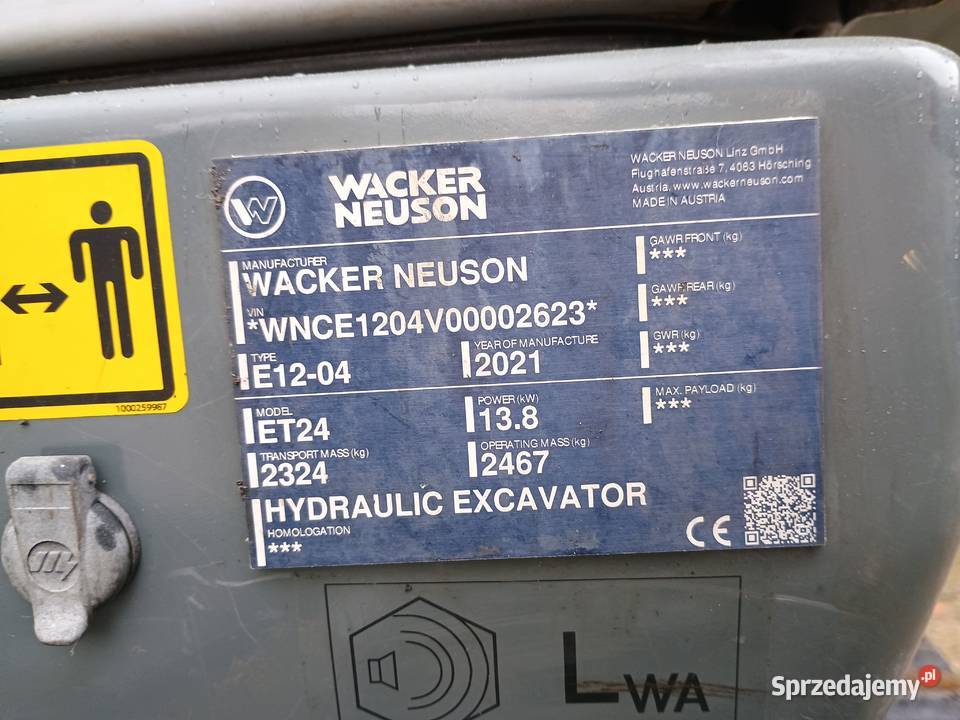 WACKER
NEUSON
WACKER NEUSON Linz GmbH
Flughafenstraße 7, 4063 Hörsching
Austria, www.wackerneuson.com
MADE IN AUSTRIA
MANUFACTURER
WACKER NEUSON
VIN
*WNCE1204V00002623*
TYPE
E12-04
YEAR OF MANUFACTURE
2021
GAWR FRONT (kg)
***
GAWR REAR (kg)
***
GWR (kg)
***
MODEL
ET24
POWER (kW)
13.8
MAX. PAYLOAD (kg)
***
TRANSPORT MASS (kg)
2324
OPERATING MASS (kg)
2467
HYDRAULIC EXCAVATOR
HOMOLOGATION
***
CE
1000259967
LWA
Sprzedajemy.pl